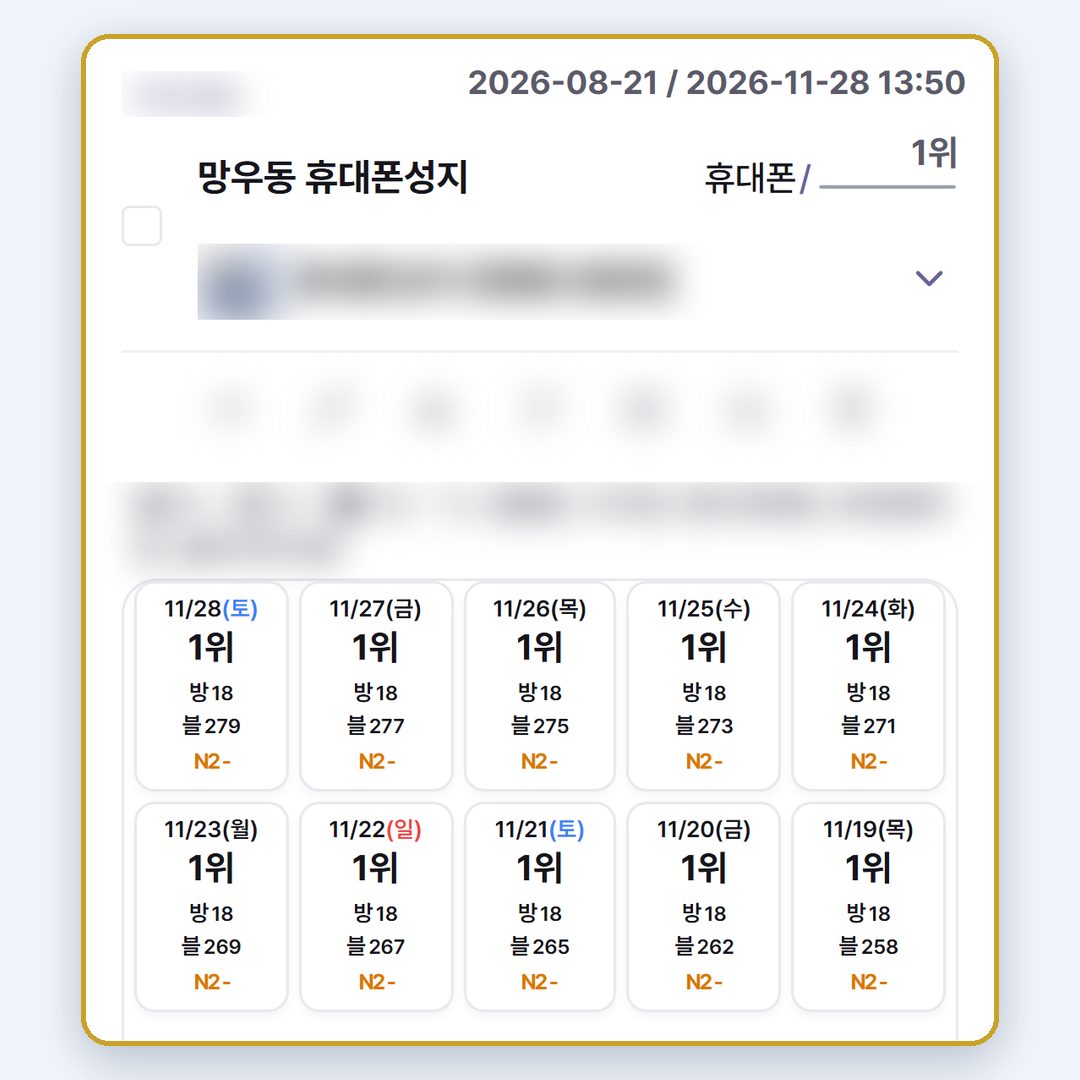 2026-08-21 / 2026-11-28 13:50
망우동 휴대폰성지
휴대폰/ 1위
11/28(토) 11/27(금) 11/26(목) 11/25(수) 11/24(화)
1위 1위 1위 1위 1위
방18 방18 방18 방18 방18
블279 블277 블275 블273 블271
N2- N2- N2- N2- N2-
11/23(월) 11/22(일) 11/21(토) 11/20(금) 11/19(목)
1위 1위 1위 1위 1위
방18 방18 방18 방18 방18
블269 블267 블265 블262 블258
N2- N2- N2- N2- N2-